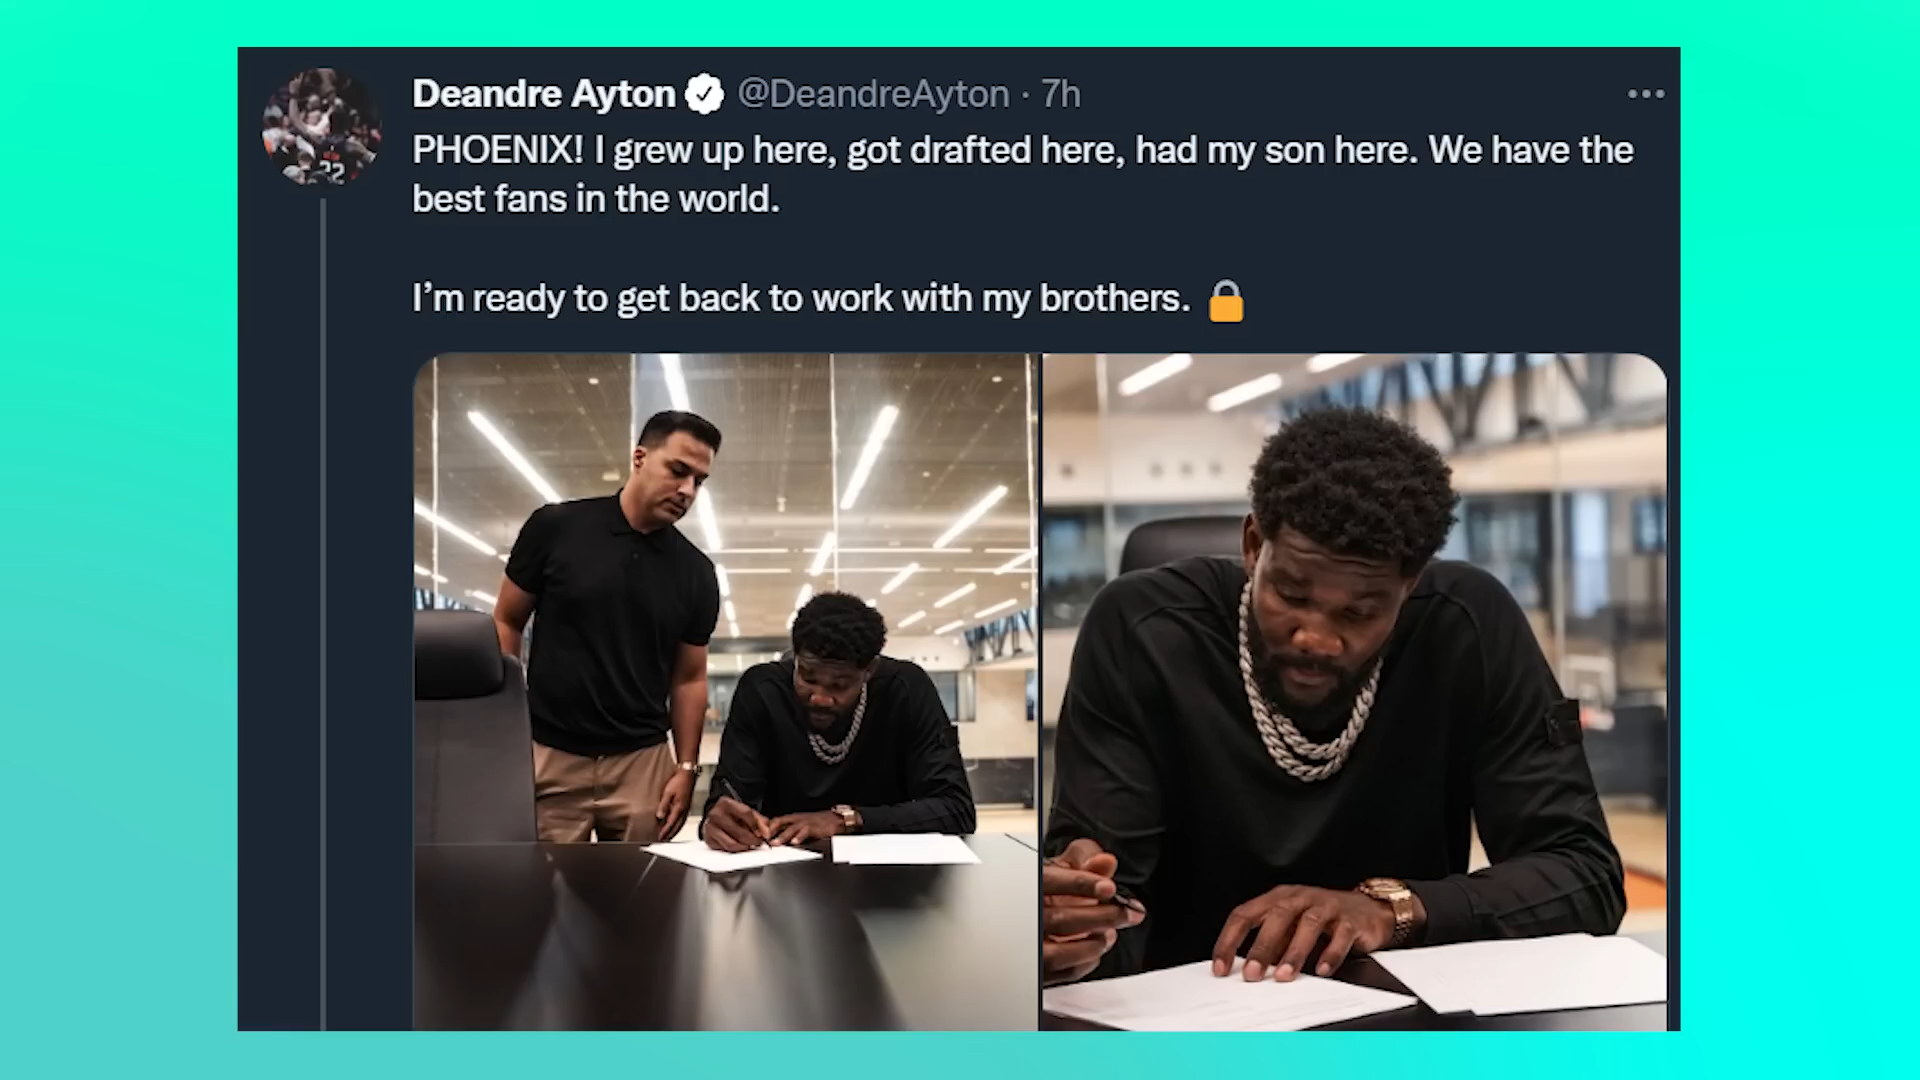 Deandre Ayton @DeandreAyton · 7h
PHOENIX! I grew up here, got drafted here, had my son here. We have the
best fans in the world.
I’m ready to get back to work with my brothers. 🔒
22